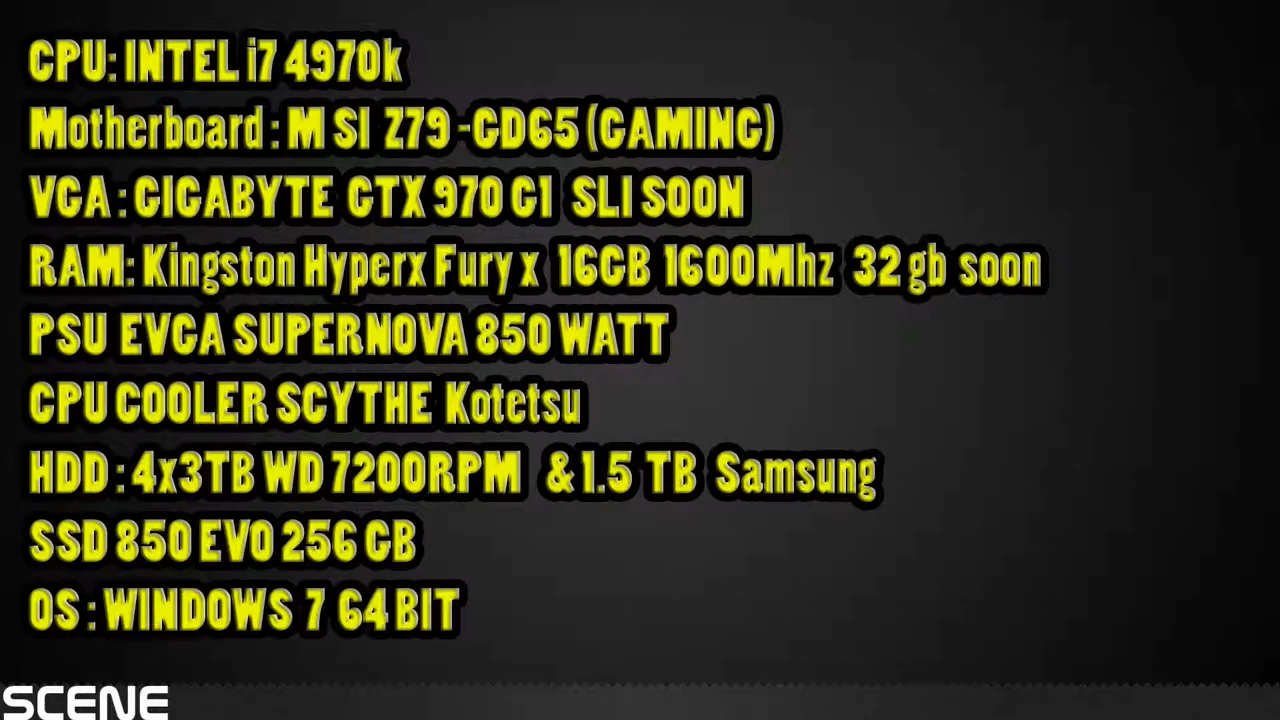 CPU: INTEL i7 4970k
Motherboard : M SI Z79 -GD65 (GAMING)
VGA : GIGABYTE GTX 970 G1 SLI SOON
RAM: Kingston Hyperx Fury x 16GB 1600Mhz 32 gb soon
PSU EVGA SUPERNOVA 850 WATT
CPU COOLER SCYTHE Kotetsu
HDD : 4x3TB WD 7200RPM & 1.5 TB Samsung
SSD 850 EVO 256 GB
OS : WINDOWS 7 64 BIT
SCENE